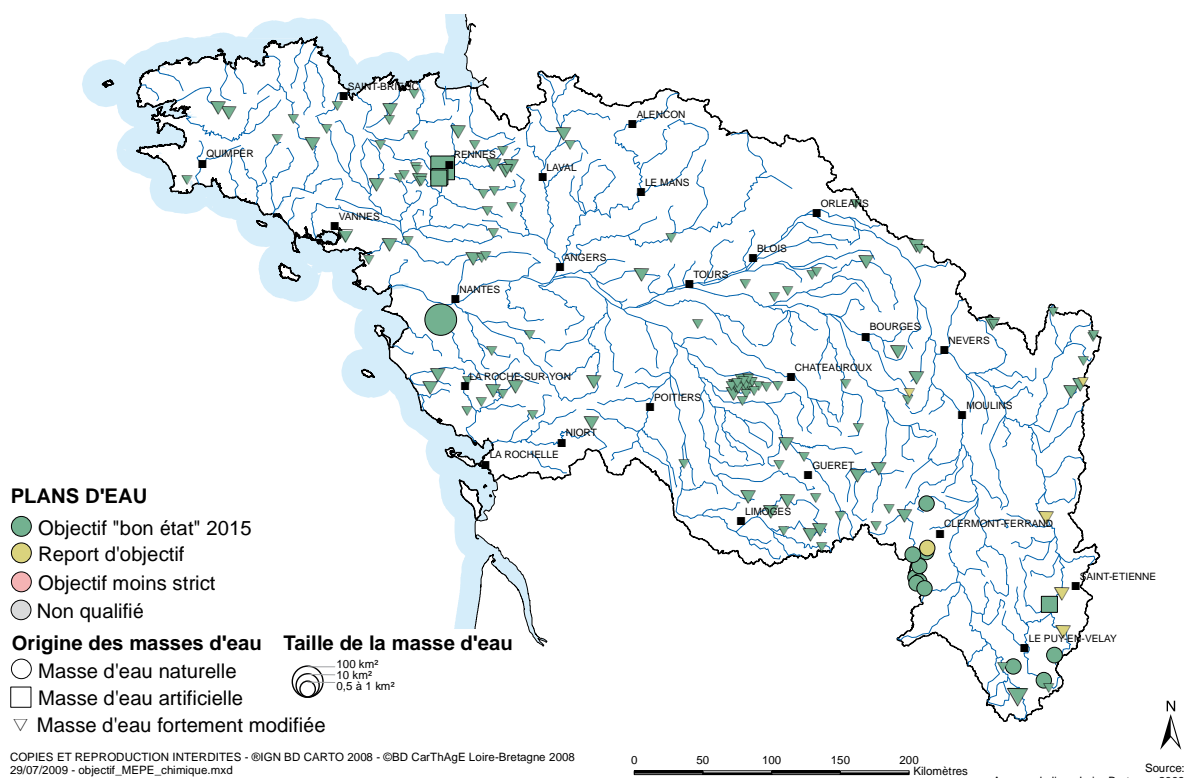 SAINT-BRIEUC
ALENCON
QUIMPER
RENNES
LAVAL
LE MANS
VANNES
ORLEANS
BLOIS
ANGERS
TOURS
NANTES
BOURGES
NEVERS
CHATEAUROUX
LA ROCHE-SUR-YON
POITIERS
MOULINS
NIORT
LA ROCHELLE
GUERET
LIMOGES
CLERMONT-FERRAND
SAINT-ETIENNE
LE PUY-EN-VELAY
PLANS D'EAU
Objectif "bon état" 2015
Report d'objectif
Objectif moins strict
Non qualifié
Origine des masses d'eau
Masse d'eau naturelle
Masse d'eau artificielle
Masse d'eau fortement modifiée
Taille de la masse d'eau
100 km²
10 km²
0,5 à 1 km²
COPIES ET REPRODUCTION INTERDITES - ®IGN BD CARTO 2008 - ©BD CarThAgE Loire-Bretagne 2008
29/07/2009 - objectif_MEPE_chimique.mxd
0 50 100 150 200
Kilomètres
N
Source: